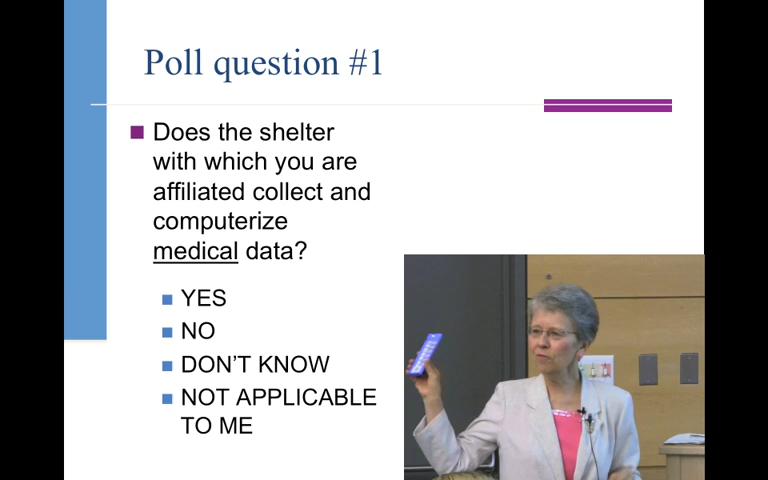 Poll question #1
Does the shelter
with which you are
affiliated collect and
computerize
medical data?
YES
NO
DON'T KNOW
NOT APPLICABLE
TO ME